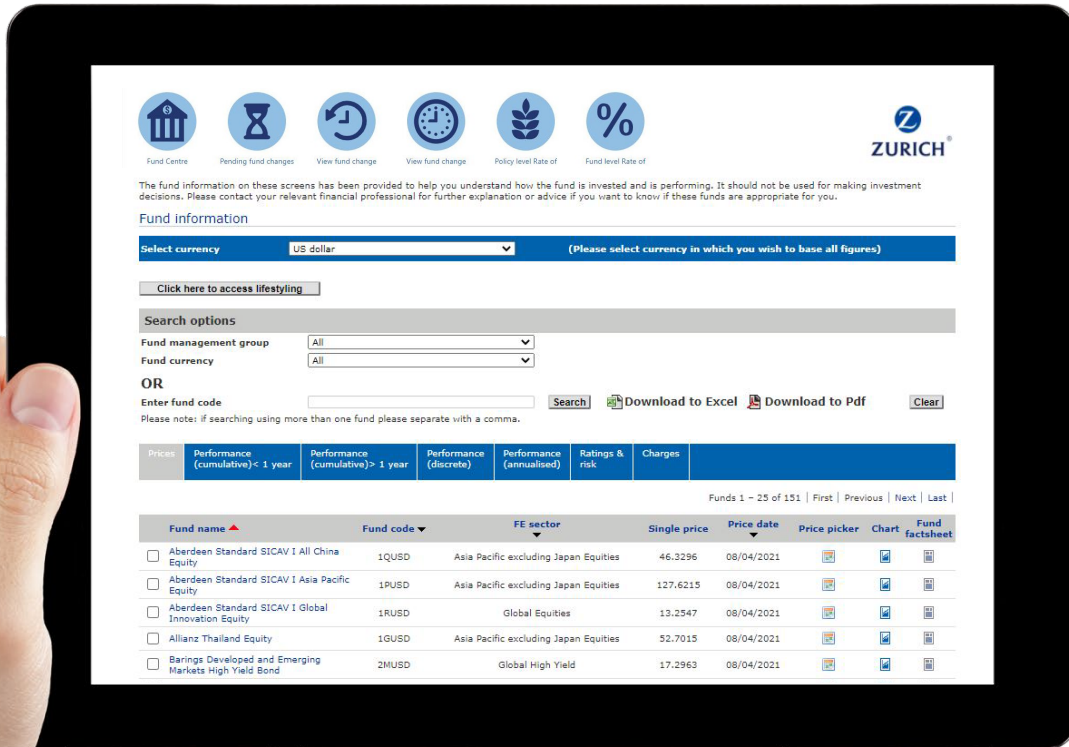 Fund Centre
Pending fund changes
View fund change
View fund change
Policy level Rate of
Fund level Rate of
Z
ZURICH®
The fund information on these screens has been provided to help you understand how the fund is invested and is performing. It should not be used for making investment
decisions. Please contact your relevant financial professional for further explanation or advice if you want to know if these funds are appropriate for you.
Fund information
Select currency US dollar (Please select currency in which you wish to base all figures)
Click here to access lifestyling
Search options
Fund management group All
Fund currency All
OR
Enter fund code Search Download to Excel Download to Pdf Clear
Please note: if searching using more than one fund please separate with a comma.
Prices
Performance
(cumulative)< 1 year
Performance
(cumulative)> 1 year
Performance
(discrete)
Performance
(annualised)
Ratings &
risk
Charges
Funds 1 – 25 of 151 | First | Previous | Next | Last |
Fund name Fund code FE sector Single price Price date Price picker Chart Fund
factsheet
Aberdeen Standard SICAV I All China
Equity 1QUSD Asia Pacific excluding Japan Equities 46.3296 08/04/2021
Aberdeen Standard SICAV I Asia Pacific
Equity 1PUSD Asia Pacific excluding Japan Equities 127.6215 08/04/2021
Aberdeen Standard SICAV I Global
Innovation Equity 1RUSD Global Equities 13.2547 08/04/2021
Allianz Thailand Equity 1GUSD Asia Pacific excluding Japan Equities 52.7015 08/04/2021
Barings Developed and Emerging
Markets High Yield Bond 2MUSD Global High Yield 17.2963 08/04/2021